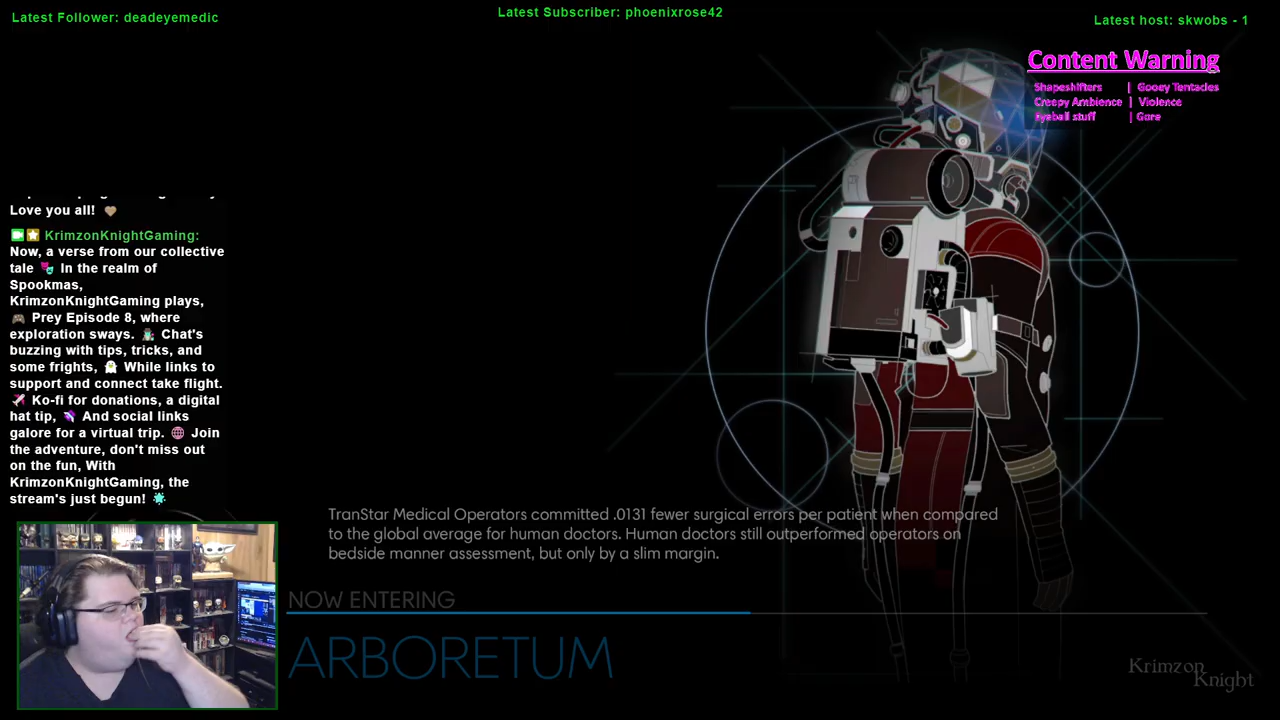 Latest Follower: deadeyemedic
Latest Subscriber: phoenixrose42
Latest host: skwobs - 1
Content Warning
Shapeshifters | Gooey Tentacles
Creepy Ambience | Violence
Eyeball stuff | Gore
Love you all! 🤎
KrimzonKnightGaming:
Now, a verse from our collective
tale 🎭 In the realm of
Spookmas,
KrimzonKnightGaming plays,
🎮 Prey Episode 8, where
exploration sways. Chat's
buzzing with tips, tricks, and
some frights, 👻 While links to
support and connect take flight.
🚀 Ko-fi for donations, a digital
hat tip, And social links
galore for a virtual trip. 🌐 Join
the adventure, don't miss out
on the fun, With
KrimzonKnightGaming, the
stream's just begun!
TranStar Medical Operators committed .0131 fewer surgical errors per patient when compared
to the global average for human doctors. Human doctors still outperformed operators on
bedside manner assessment, but only by a slim margin.
NOW ENTERING
ARBORETUM
Krimzon
Knight